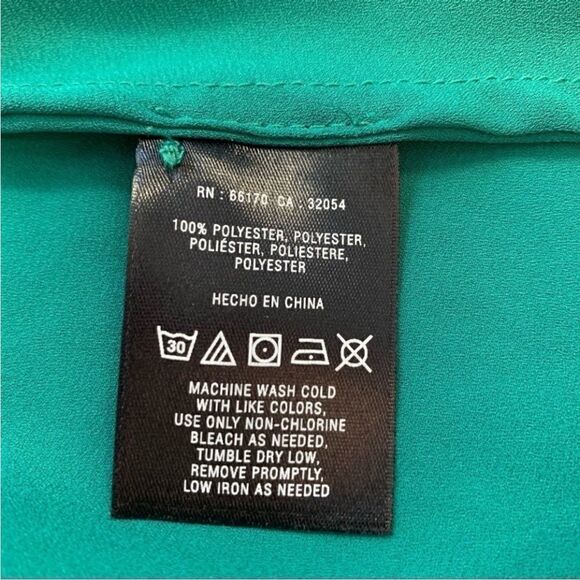 RN : 66170 CA : 32054
100% POLYESTER, POLYESTER,
POLIÉSTER, POLIESTERE,
POLYESTER
HECHO EN CHINA
30
MACHINE WASH COLD
WITH LIKE COLORS,
USE ONLY NON-CHLORINE
BLEACH AS NEEDED,
TUMBLE DRY LOW,
REMOVE PROMPTLY,
LOW IRON AS NEEDED